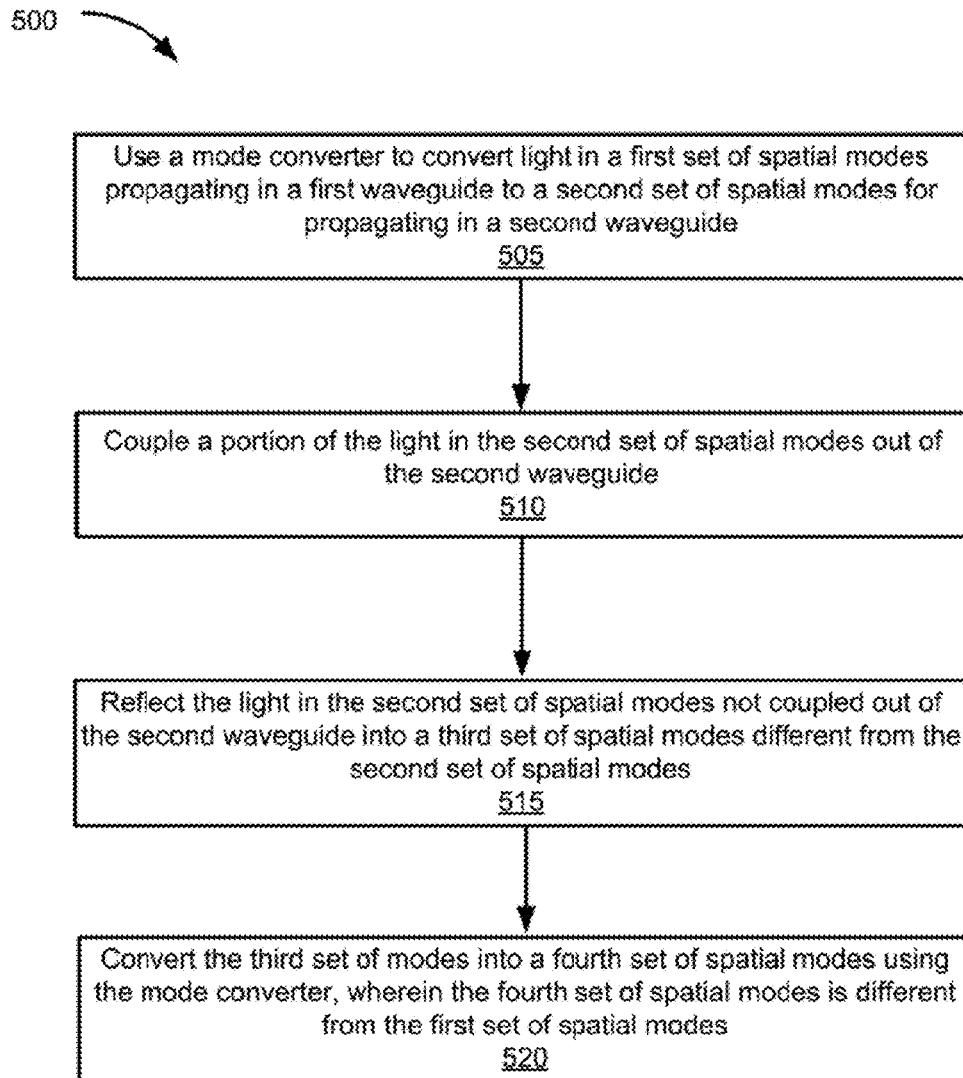 500
Use a mode converter to convert light in a first set of spatial modes
propagating in a first waveguide to a second set of spatial modes for
propagating in a second waveguide
505
Couple a portion of the light in the second set of spatial modes out of
the second waveguide
510
Reflect the light in the second set of spatial modes not coupled out of
the second waveguide into a third set of spatial modes different from the
second set of spatial modes
515
Convert the third set of modes into a fourth set of spatial modes using
the mode converter, wherein the fourth set of spatial modes is different
from the first set of spatial modes
520